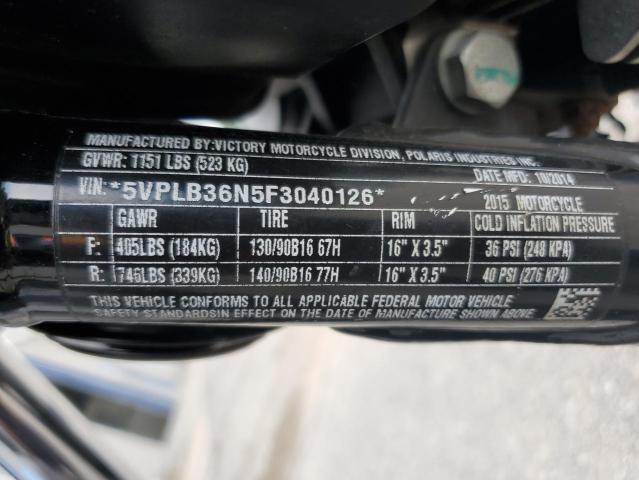 MANUFACTURED BY: VICTORY MOTORCYCLE DIVISION, POLARIS INDUSTRIES INC.
GVWR: 1151 LBS (523 KG) DATE MFD: 10/2014
VIN: *5VPLB36N5F3040126* 2015 MOTORCYCLE
GAWR TIRE RIM COLD INFLATION PRESSURE
F: 405LBS (184KG) 130/90B16 67H 16" X 3.5" 36 PSI (248 KPA)
R: 746LBS (339KG) 140/90B16 77H 16" X 3.5" 40 PSI (276 KPA)
THIS VEHICLE CONFORMS TO ALL APPLICABLE FEDERAL MOTOR VEHICLE
SAFETY STANDARDSIN EFFECT ON THE DATE OF MANUFACTURE SHOWN ABOVE.